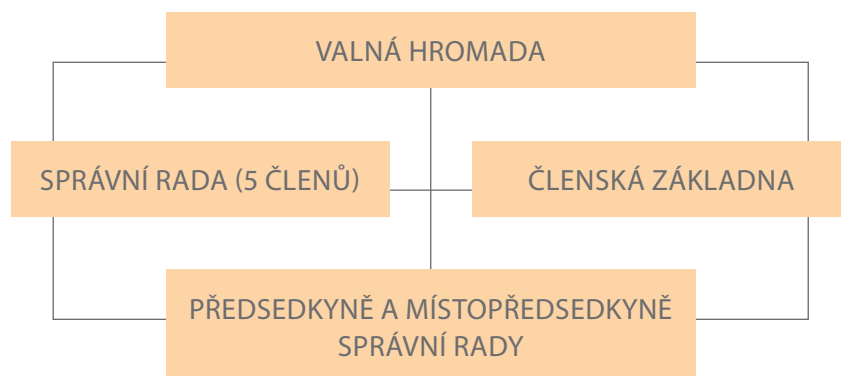 VALNÁ HROMADA
SPRÁVNÍ RADA (5 ČLENŮ)
ČLENSKÁ ZÁKLADNA
PŘEDSEDKYNĚ A MÍSTOPŘEDSEDKYNĚ
SPRÁVNÍ RADY